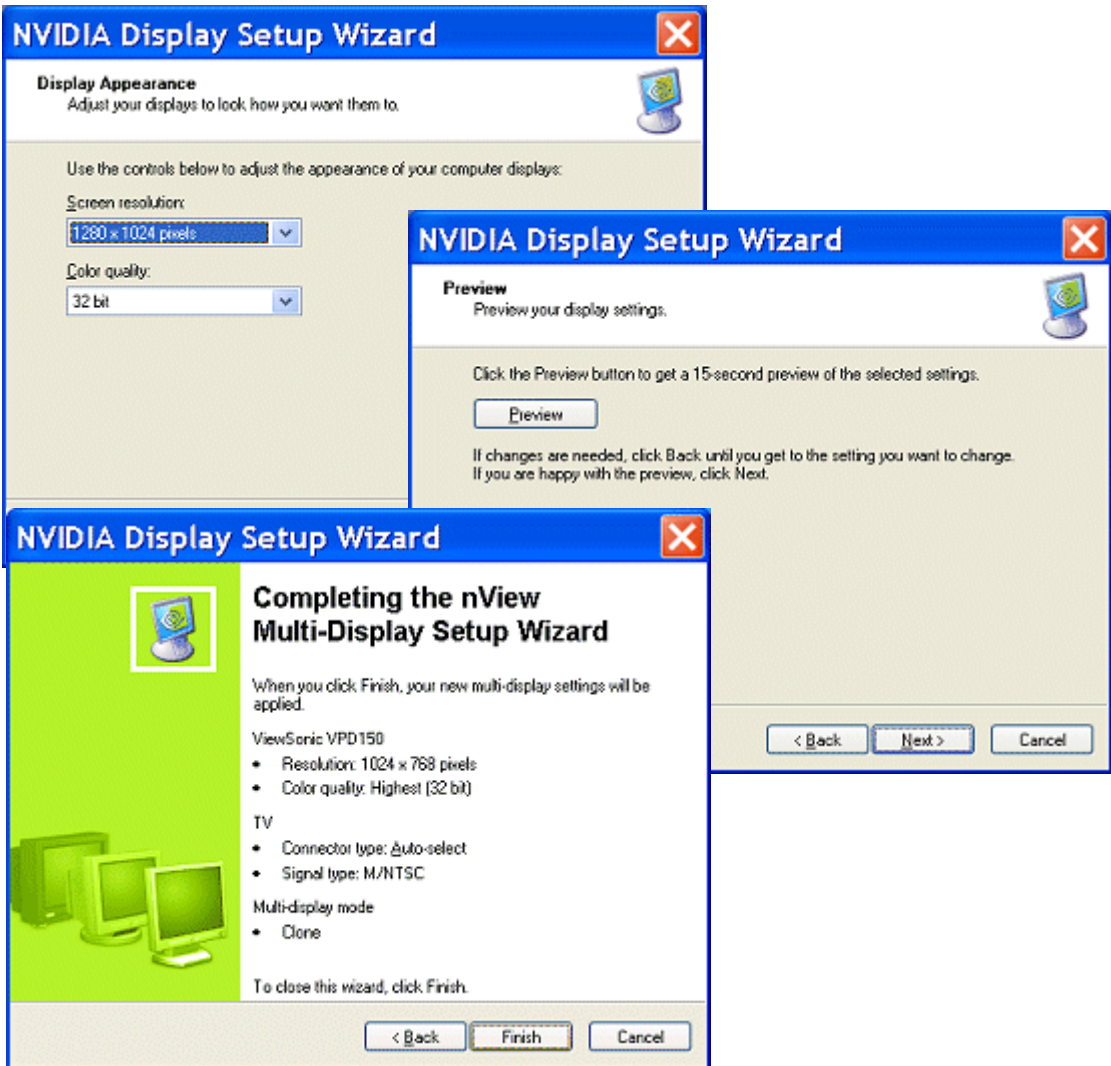 NVIDIA Display Setup Wizard
Display Appearance
Adjust your displays to look how you want them to.
Use the controls below to adjust the appearance of your computer displays:
Screen resolution:
1280 x 1024 pixels
Color quality:
32 bit
NVIDIA Display Setup Wizard
Preview
Preview your display settings.
Click the Preview button to get a 15-second preview of the selected settings.
Preview
If changes are needed, click Back until you get to the setting you want to change.
If you are happy with the preview, click Next.
< Back
Next >
Cancel
NVIDIA Display Setup Wizard
Completing the nView
Multi-Display Setup Wizard
When you click Finish, your new multi-display settings will be
applied.
ViewSonic VPD150
• Resolution: 1024 x 768 pixels
• Color quality: Highest (32 bit)
TV
• Connector type: Auto-select
• Signal type: M/NTSC
Multi-display mode
• Clone
To close this wizard, click Finish.
< Back
Finish
Cancel